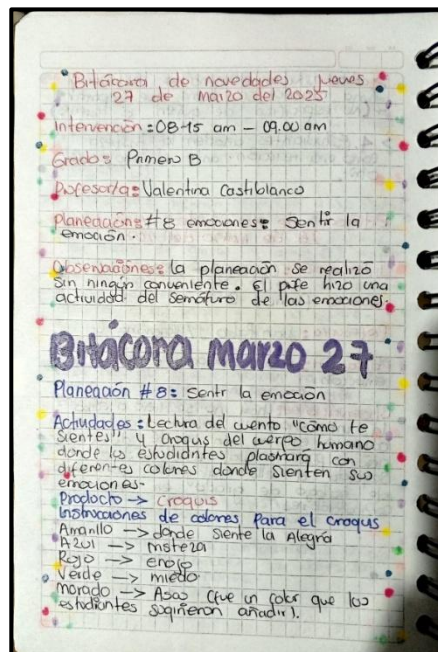 Bitácora de novedades jueves
27 de marzo del 2025
Intervención: 08-15 am - 09.00 am
Grado: Primero B
Profesor/a: Valentina Castiblanco
Planeación: #8 emociones: Sentir la
emoción.
Observaciones: la planeación se realizó
sin ningún conveniente. El profe hizo una
actividad del semáforo de las emociones.
Bitácora marzo 27
Planeación #8: Sentir la emoción
Actividades: Lectura del cuento "Cómo te
sientes" y croquis del cuerpo humano
donde los estudiantes plasmara con
diferentes colores donde sienten sus
emociones.
Producto → croquis
Instrucciones de colores para el croquis
Amarillo → donde siente la Alegría
Azul → tristeza
Rojo → enojo
Verde → miedo
morado → Asco (fue un color que los
estudiantes sugirieron añadir).